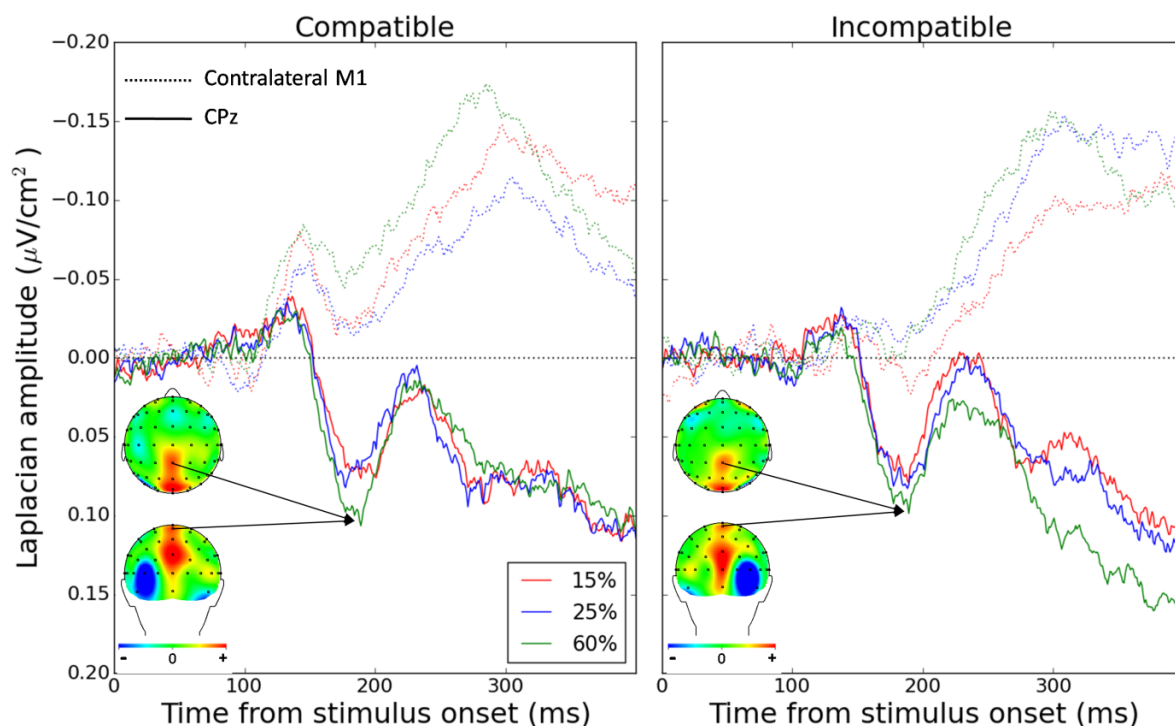 Compatible
Incompatible
Contralateral M1
CPz
Laplacian amplitude (μV/cm²)
−0.20
−0.15
−0.10
−0.05
0.00
0.05
0.10
0.15
0.20
- 0 +
- 0 +
15%
25%
60%
0 100 200 300
0 100 200 300
Time from stimulus onset (ms)
Time from stimulus onset (ms)